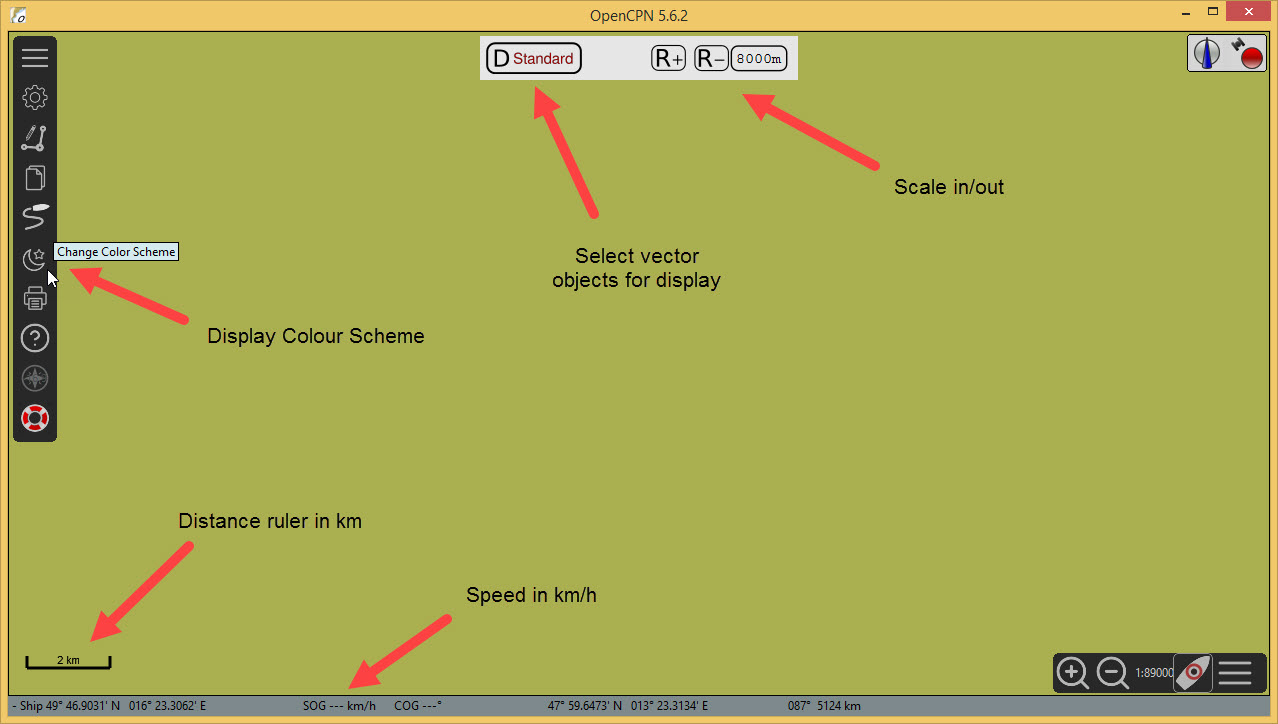 OpenCPN 5.6.2
D Standard R+ R− 8000m
Scale in/out
Select vector
objects for display
Change Color Scheme
Display Colour Scheme
Distance ruler in km
Speed in km/h
2 km
1:89000
- Ship 49° 46.9031' N 016° 23.3062' E SOG --- km/h COG ---° 47° 59.6473' N 013° 23.3134' E 087° 5124 km